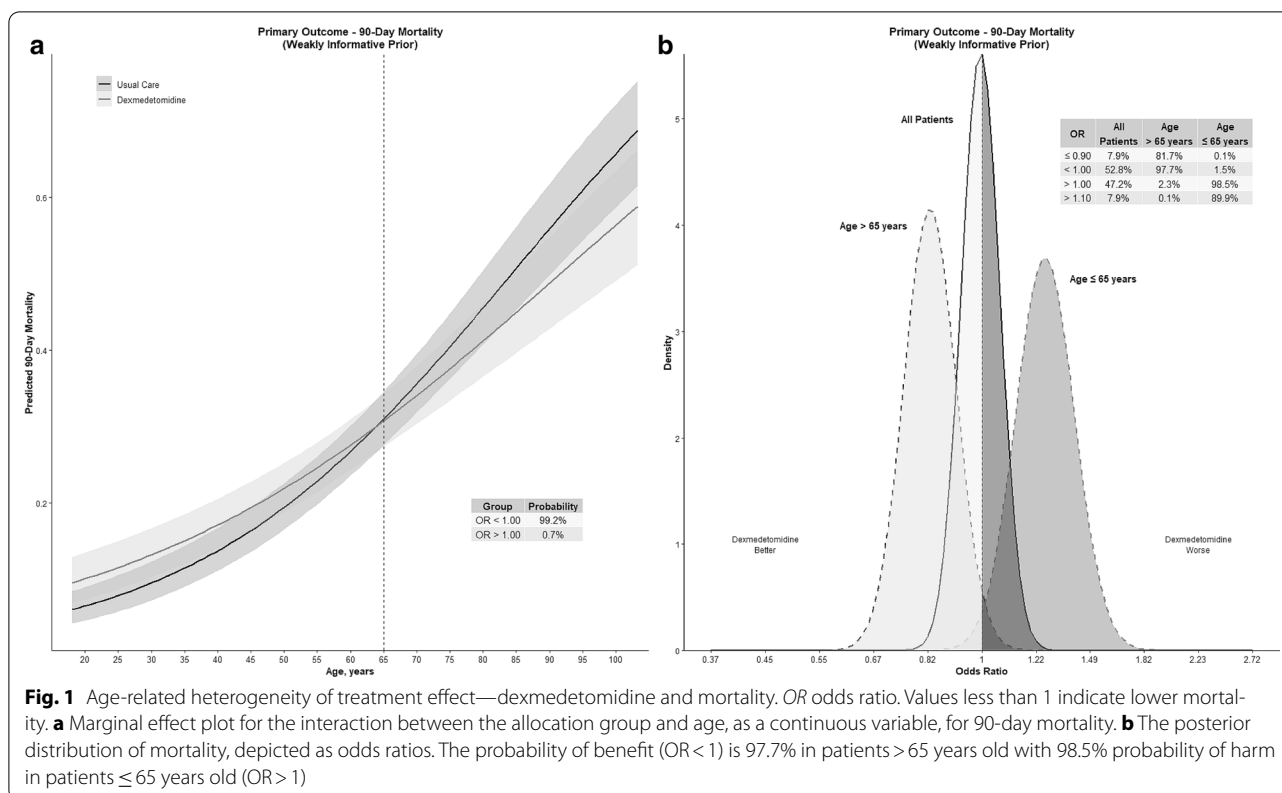 a
Primary Outcome - 90-Day Mortality
(Weakly Informative Prior)
Usual Care
Dexmedetomidine
Predicted 90-Day Mortality
0.6
0.4
0.2
Group Probability
OR < 1.00 99.2%
OR > 1.00 0.7%
20 25 30 35 40 45 50 55 60 65 70 75 80 85 90 95 100
Age, years
b
Primary Outcome - 90-Day Mortality
(Weakly Informative Prior)
All Patients
Age > 65 years
Age ≤ 65 years
OR All Patients Age > 65 years Age ≤ 65 years
≤ 0.90 7.9% 81.7% 0.1%
< 1.00 52.8% 97.7% 1.5%
> 1.00 47.2% 2.3% 98.5%
> 1.10 7.9% 0.1% 89.9%
Density
5
4
3
2
1
0
Dexmedetomidine
Better
Dexmedetomidine
Worse
0.37 0.45 0.55 0.67 0.82 1 1.22 1.49 1.82 2.23 2.72
Odds Ratio
Fig. 1 Age-related heterogeneity of treatment effect—dexmedetomidine and mortality. OR odds ratio. Values less than 1 indicate lower mortal-
ity. a Marginal effect plot for the interaction between the allocation group and age, as a continuous variable, for 90-day mortality. b The posterior
distribution of mortality, depicted as odds ratios. The probability of benefit (OR < 1) is 97.7% in patients > 65 years old with 98.5% probability of harm
in patients ≤ 65 years old (OR > 1)